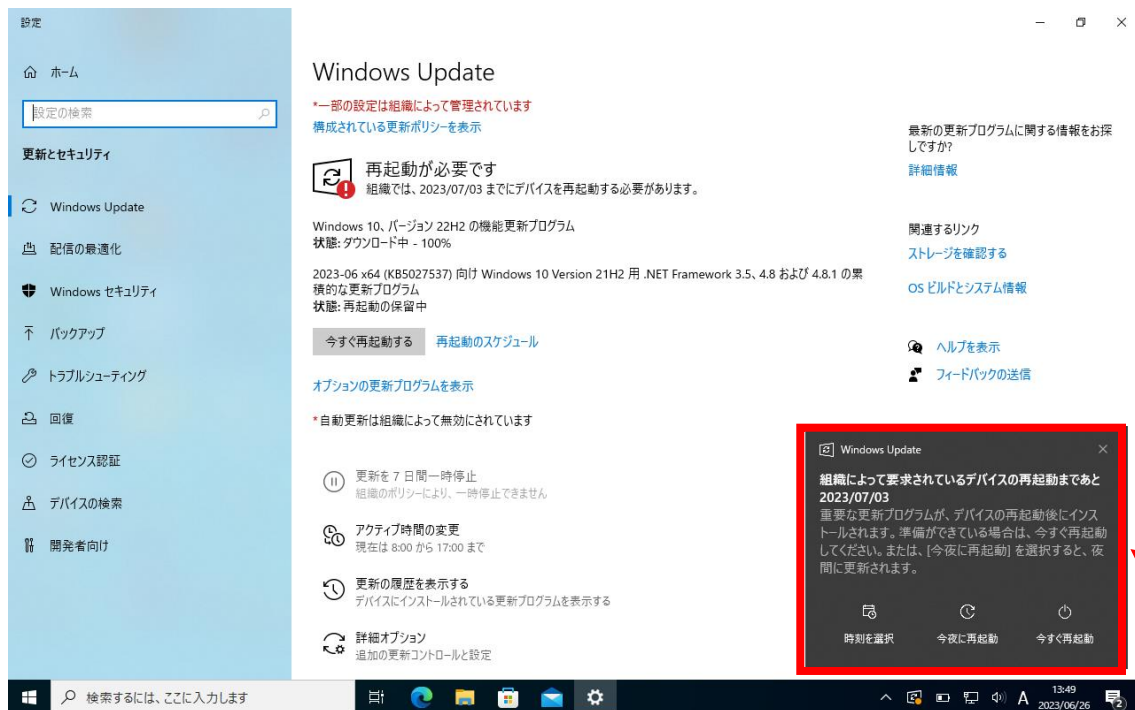 設定
ホーム
設定の検索
更新とセキュリティ
Windows Update
配信の最適化
Windows セキュリティ
バックアップ
トラブルシューティング
回復
ライセンス認証
デバイスの検索
開発者向け
Windows Update
*一部の設定は組織によって管理されています
構成されている更新ポリシーを表示
再起動が必要です
組織では、2023/07/03 までにデバイスを再起動する必要があります。
Windows 10、バージョン 22H2 の機能更新プログラム
状態: ダウンロード中 - 100%
2023-06 x64 (KB5027537) 向け Windows 10 Version 21H2 用 .NET Framework 3.5、4.8 および 4.8.1 の累
積的な更新プログラム
状態: 再起動の保留中
今すぐ再起動する 再起動のスケジュール
オプションの更新プログラムを表示
*自動更新は組織によって無効にされています
更新を 7 日間一時停止
組織のポリシーにより、一時停止できません
アクティブ時間の変更
現在は 8:00 から 17:00 まで
更新の履歴を表示する
デバイスにインストールされている更新プログラムを表示する
詳細オプション
追加の更新コントロールと設定
最新の更新プログラムに関する情報をお探
しですか?
詳細情報
関連するリンク
ストレージを確認する
OS ビルドとシステム情報
ヘルプを表示
フィードバックの送信
Windows Update
組織によって要求されているデバイスの再起動まであと
2023/07/03
重要な更新プログラムが、デバイスの再起動後にインス
トールされます。準備ができている場合は、今すぐ再起動
してください。または、[今夜に再起動] を選択すると、夜
間に更新されます。
時刻を選択 今夜に再起動 今すぐ再起動
検索するには、ここに入力します
A
13:49
2023/06/26
2